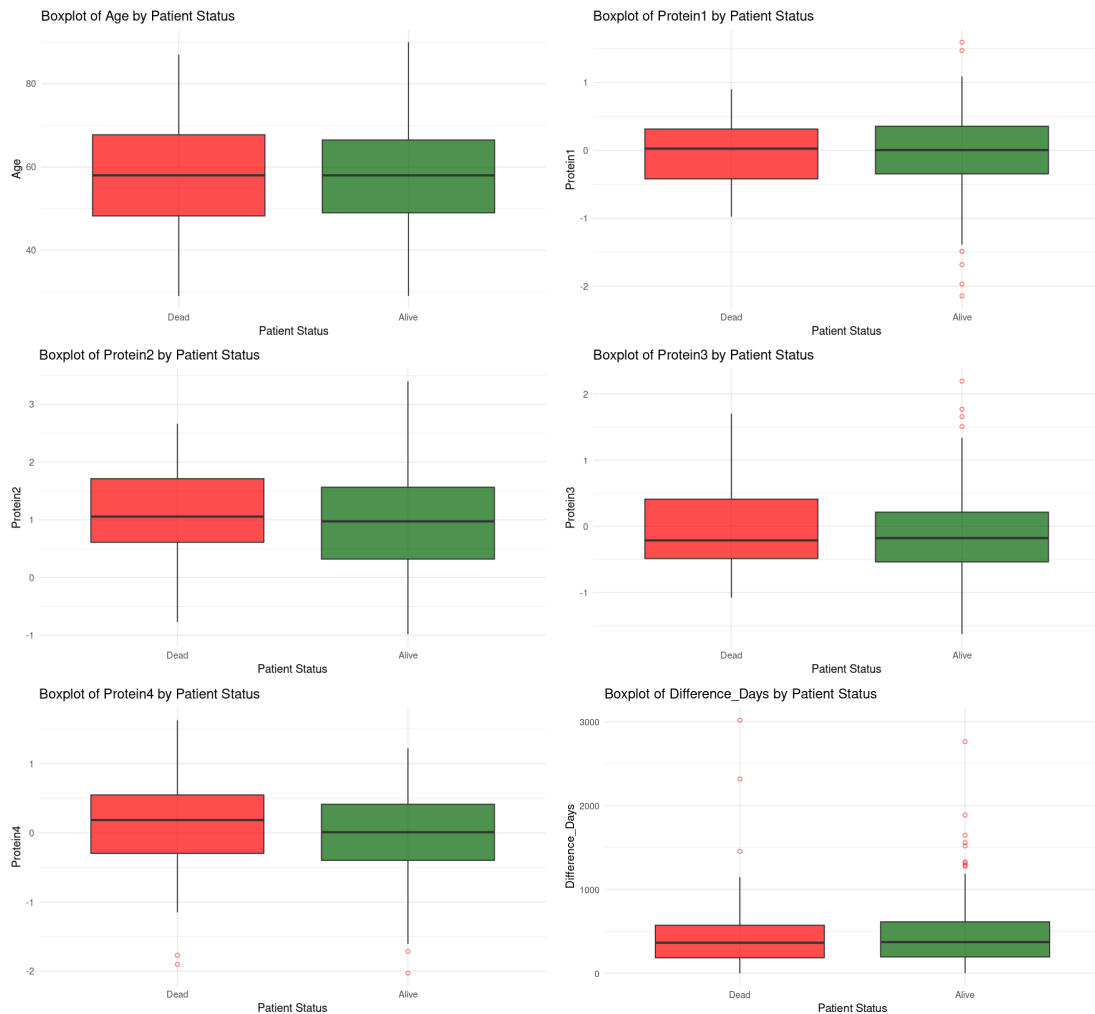 Boxplot of Age by Patient Status
80
60
40
Age
Dead
Alive
Patient Status
Boxplot of Protein1 by Patient Status
1
0
-1
-2
Protein1
Dead
Alive
Patient Status
Boxplot of Protein2 by Patient Status
3
2
1
0
-1
Protein2
Dead
Alive
Patient Status
Boxplot of Protein3 by Patient Status
2
1
0
-1
Protein3
Dead
Alive
Patient Status
Boxplot of Protein4 by Patient Status
1
0
-1
-2
Protein4
Dead
Alive
Patient Status
Boxplot of Difference_Days by Patient Status
3000
2000
1000
0
Difference_Days
Dead
Alive
Patient Status